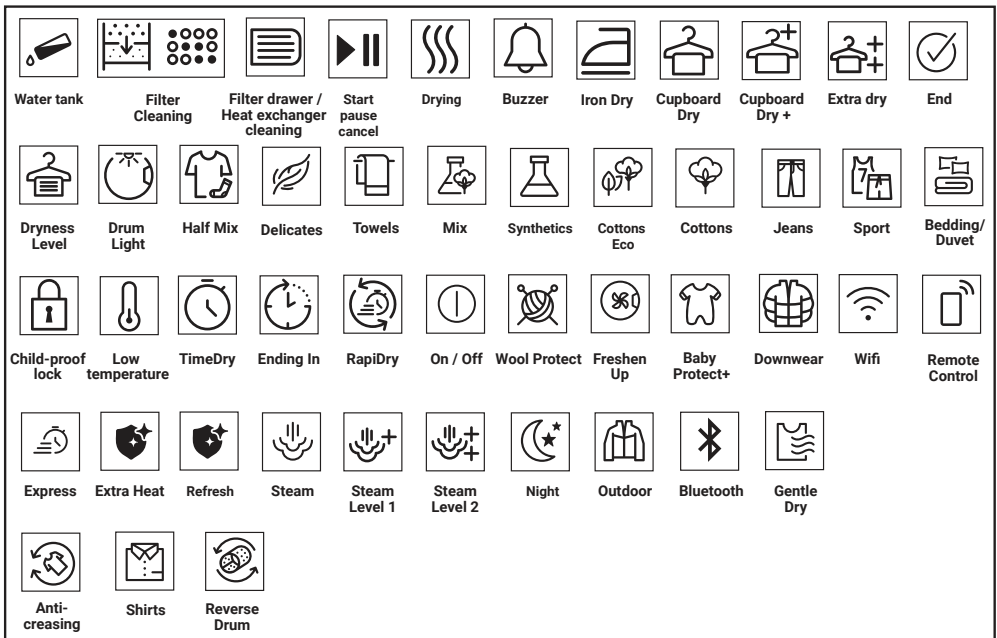 Water tank
Filter
Cleaning
Filter drawer /
Heat exchanger
cleaning
Start
pause
cancel
Drying
Buzzer
Iron Dry
Cupboard
Dry
Cupboard
Dry +
Extra dry
End
Dryness
Level
Drum
Light
Half Mix
Delicates
Towels
Mix
Synthetics
Cottons
Eco
Cottons
Jeans
7
Sport
Bedding/
Duvet
Child-proof
lock
Low
temperature
TimeDry
Ending In
RapiDry
On / Off
Wool Protect
Freshen
Up
Baby
Protect+
Downwear
Wifi
Remote
Control
Express
Extra Heat
Refresh
Steam
Steam
Level 1
Steam
Level 2
Night
Outdoor
Bluetooth
Gentle
Dry
Anti-
creasing
Shirts
Reverse
Drum